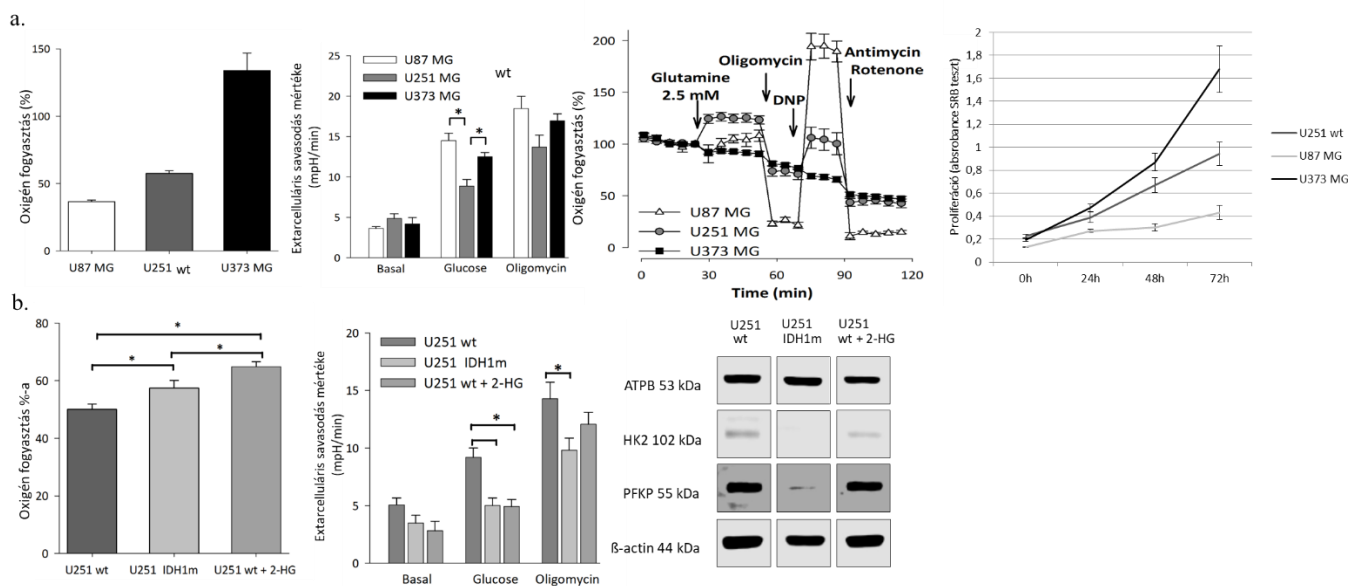 a.
Oxigén fogyasztás (%)
150
100
50
0
U87 MG
U251 wt
U373 MG
Extarcelluláris savasodás mértéke
(mpH/min)
25
20
15
10
5
0
U87 MG
U251 MG
U373 MG
wt
*
*
Basal
Glucose
Oligomycin
Oxigén fogyasztás (%)
200
150
100
50
0
Glutamine
2.5 mM
Oligomycin
DNP
Antimycin
Rotenone
U87 MG
U251 MG
U373 MG
0
30
60
90
120
Time (min)
Proliferáció (absrobance SRB teszt)
2
1,8
1,6
1,4
1,2
1
0,8
0,6
0,4
0,2
0
0h
24h
48h
72h
U251 wt
U87 MG
U373 MG
b.
Oxigén fogyasztás %-a
80
60
40
20
0
*
*
*
U251 wt
U251 IDH1m
U251 wt + 2-HG
Extarcelluláris savasodás mértéke
(mpH/min)
20
15
10
5
0
U251 wt
U251 IDH1m
U251 wt + 2-HG
*
*
Basal
Glucose
Oligomycin
U251
wt
U251
IDH1m
U251
wt + 2-HG
ATPB 53 kDa
HK2 102 kDa
PFKP 55 kDa
ß-actin 44 kDa